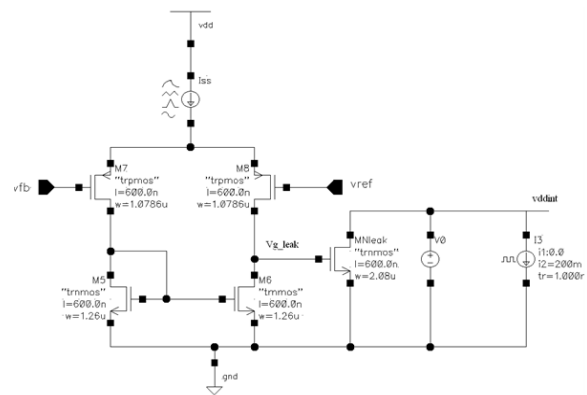 vdd
Iss
M7
"trpmos"
l=600.0n
w=1.0786u
M8
"trpmos"
l=600.0n
w=1.0786u
vfb
vref
vddint
Vg_leak
MNleak
"trnmos"
l=600.0n
w=2.08u
V0
I3
i1:0.0
i2=200m
tr=1.000n
M5
"trnmos"
l=600.0n
w=1.26u
M6
"trnmos"
l=600.0n
w=1.26u
gnd